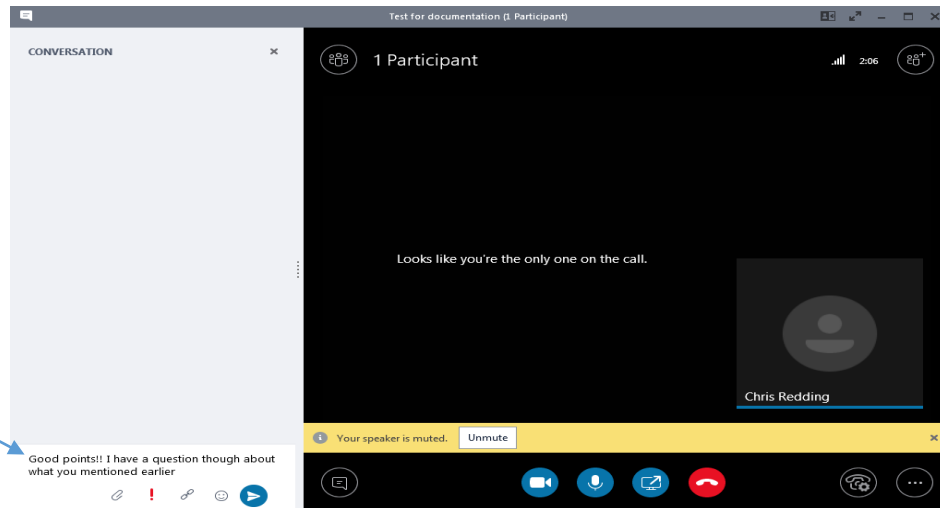 Test for documentation (1 Participant)
CONVERSATION
1 Participant
2:06
Looks like you're the only one on the call.
Chris Redding
Your speaker is muted.
Unmute
Good points!! I have a question though about
what you mentioned earlier